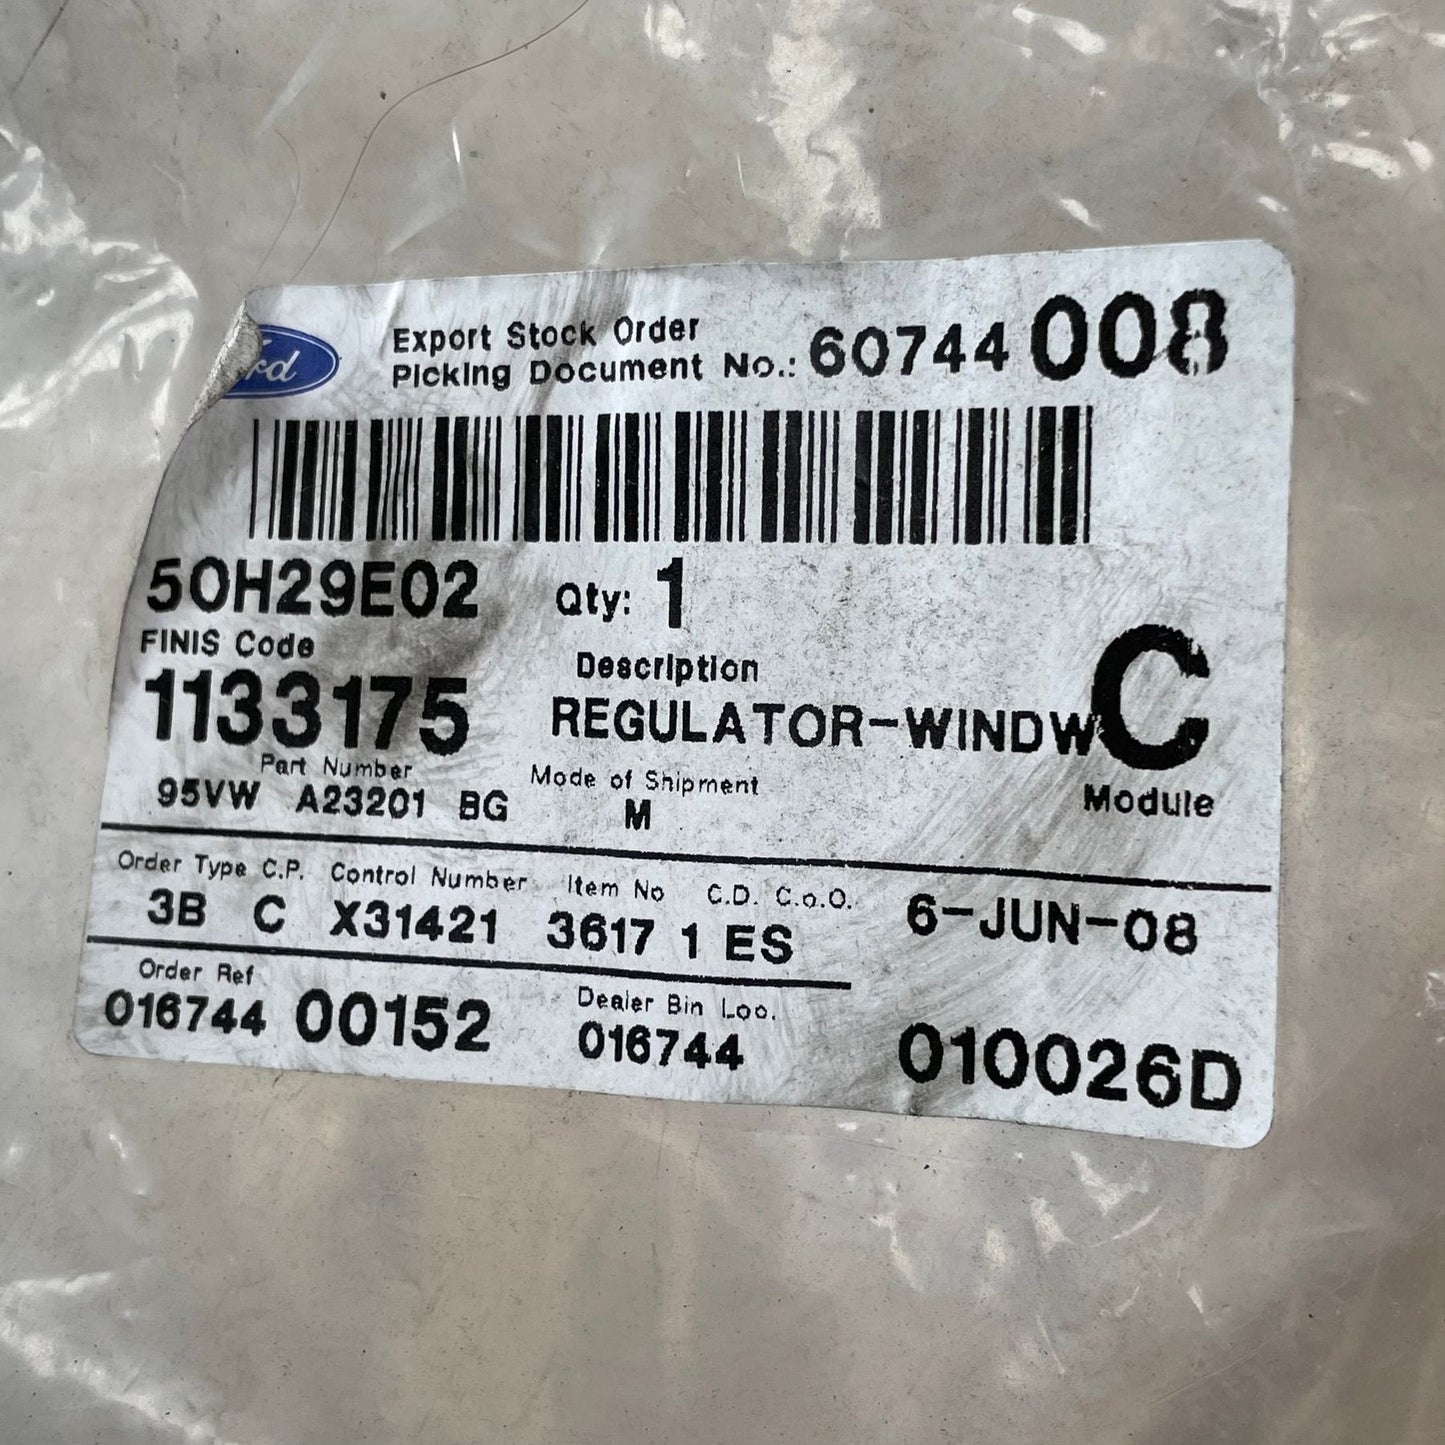 Export Stock Order
Picking Document No.: 60744 008
50H29E02 Qty: 1
FINIS Code
1133175
Description
REGULATOR-WINDW
C
Module
Part Number
95VW A23201 BG
Mode of Shipment
M
Order Type C.P. Control Number Item No C.D. C.o.O.
3B C X31421 3617 1 ES
6-JUN-08
Order Ref
016744 00152
Dealer Bin Loc.
016744
010026D